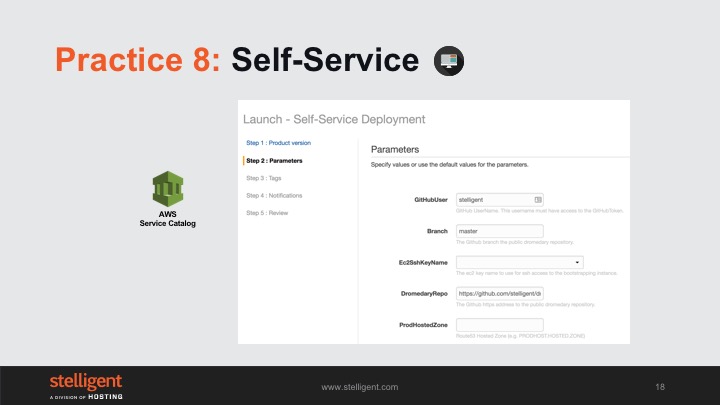 Practice 8: Self-Service
Launch - Self-Service Deployment
Step 1 : Product version
Step 2 : Parameters
Step 3 : Tags
Step 4 : Notifications
Step 5 : Review
AWS
Service Catalog
Parameters
Specify values or use the default values for the parameters.
GitHubUser
stelligent
GitHub UserName. This username must have access to the GitHubToken.
Branch
master
The Github branch the public dromedary repository.
Ec2SshKeyName
The ec2 key name to use for ssh access to the bootstrapping instance.
DromedaryRepo
https://github.com/stelligent/di
The Github https address to the public dromedary repository.
ProdHostedZone
Route53 Hosted Zone (e.g. PRODHOST.HOSTED.ZONE)
stelligent
A DIVISION OF HOSTING
www.stelligent.com
18